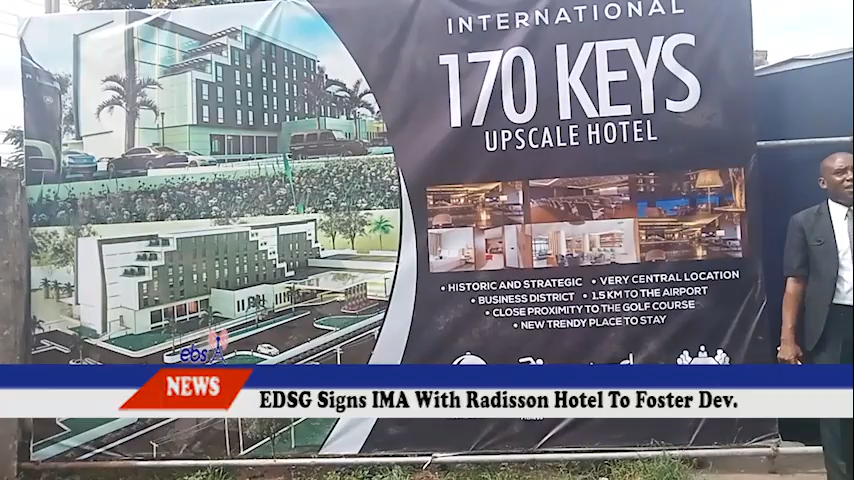 INTERNATIONAL
170 KEYS
UPSCALE HOTEL
• HISTORIC AND STRATEGIC • VERY CENTRAL LOCATION
• BUSINESS DISTRICT • 1.5 KM TO THE AIRPORT
• CLOSE PROXIMITY TO THE GOLF COURSE
• NEW TRENDY PLACE TO STAY
ebs
NEWS
EDSG Signs IMA With Radisson Hotel To Foster Dev.